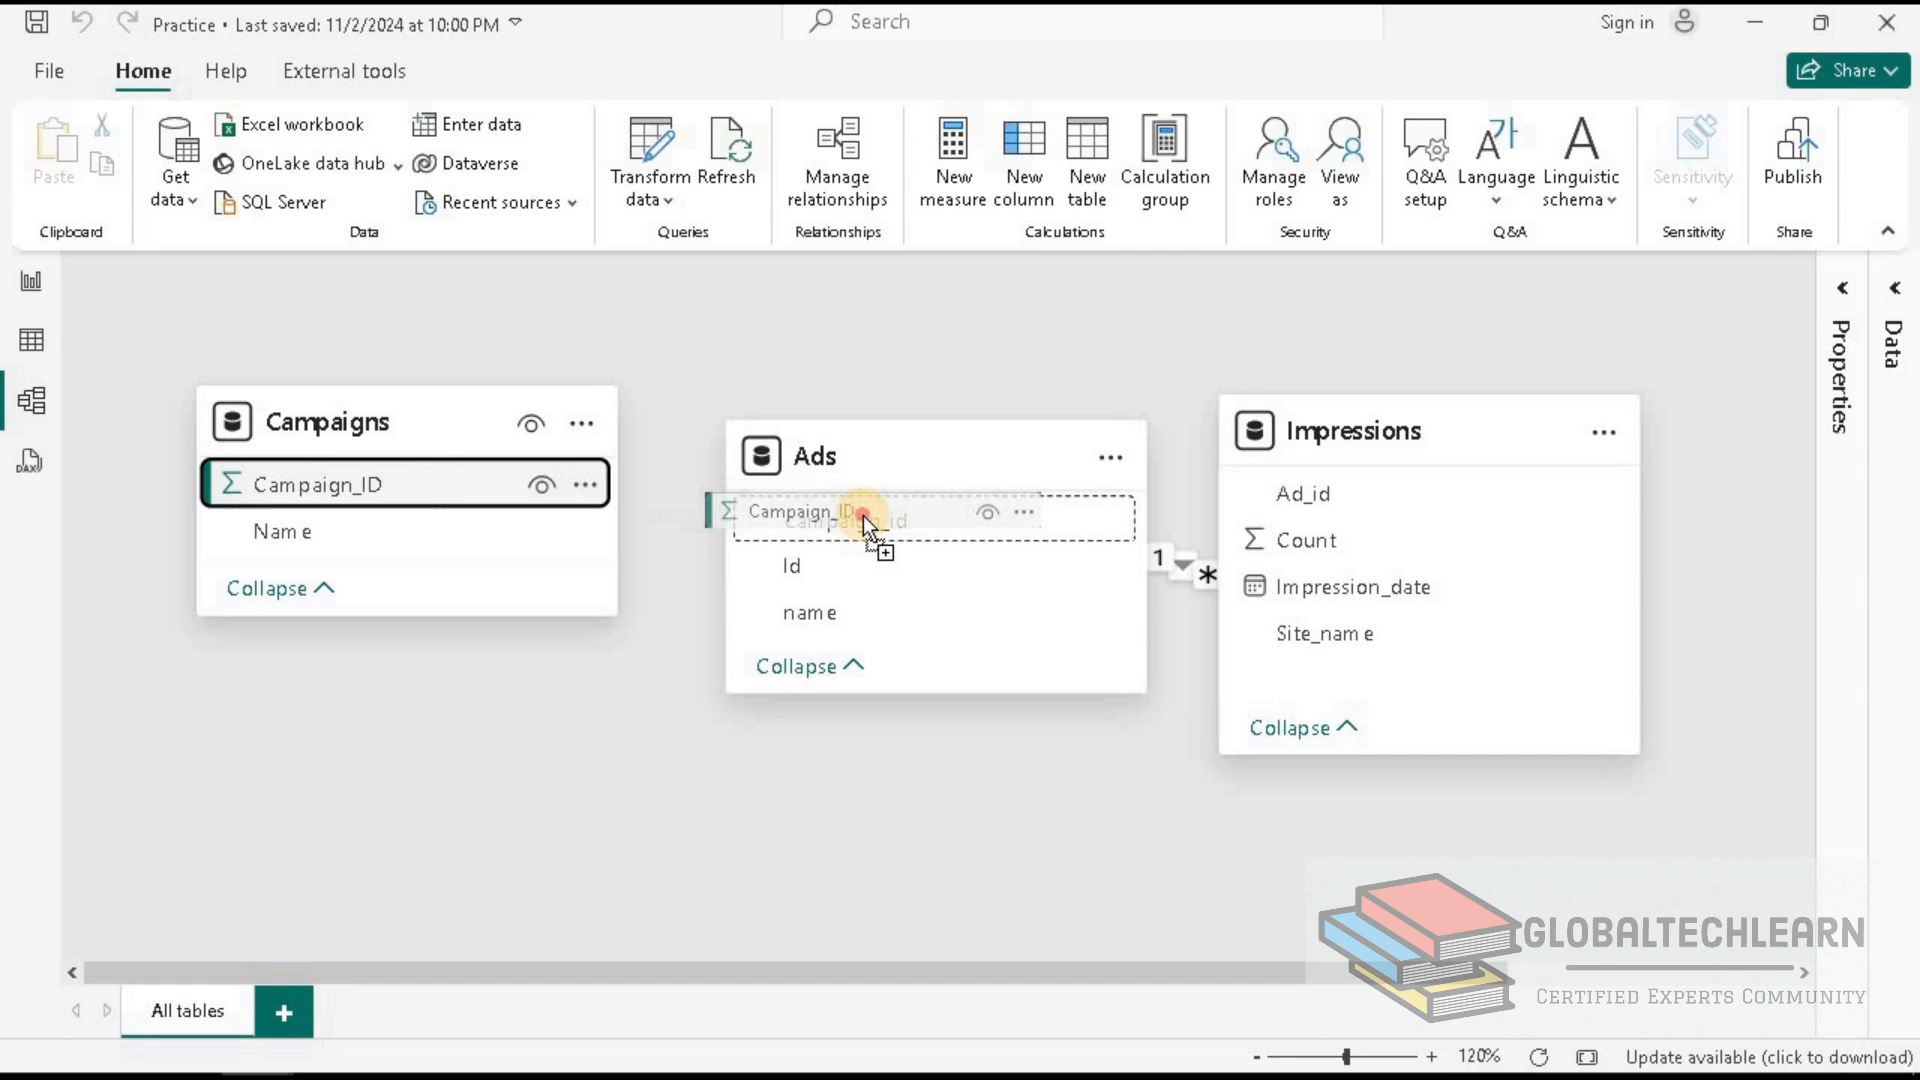 Practice • Last saved: 11/2/2024 at 10:00 PM
Search
Sign in
File
Home
Help
External tools
Share
Paste
Clipboard
Get data
Excel workbook
OneLake data hub
SQL Server
Enter data
Dataverse
Recent sources
Data
Transform data
Refresh
Queries
Manage relationships
Relationships
New measure
New column
New table
Calculation group
Calculations
Manage roles
View as
Security
Q&A setup
Language
Linguistic schema
Q&A
Sensitivity
Sensitivity
Publish
Share
DAX
Properties
Data
Campaigns
Campaign_ID
Name
Collapse
Ads
Campaign_ID
Campaign_id
Id
name
Collapse
1
*
Impressions
Ad_id
Count
Impression_date
Site_name
Collapse
GLOBALTECHLEARN
CERTIFIED EXPERTS COMMUNITY
All tables
+
- + 120%
Update available (click to download)